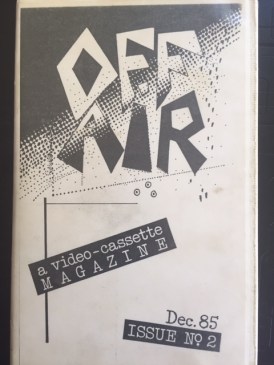 OFF
AIR
a video-cassette
MAGAZINE
Dec. 85
ISSUE Nº 2